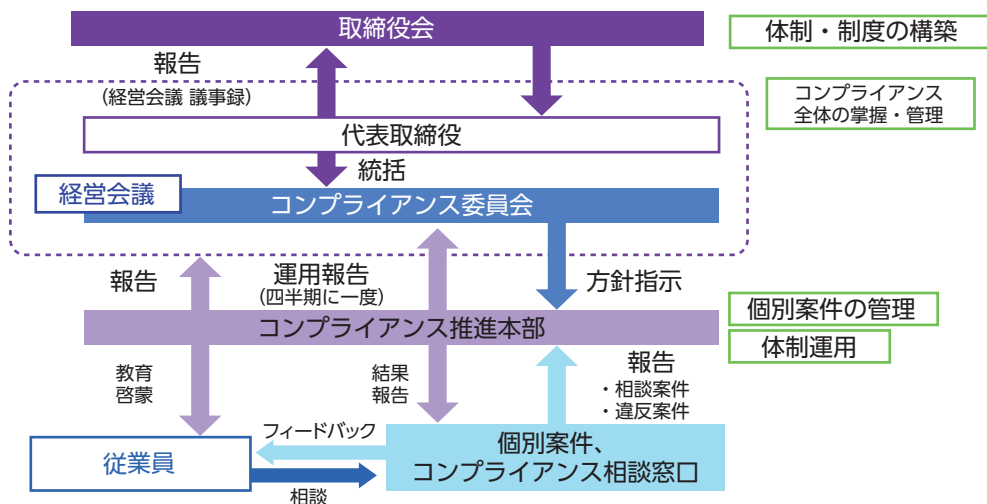 取締役会
体制・制度の構築
報告
(経営会議 議事録)
コンプライアンス
全体の掌握・管理
代表取締役
統括
経営会議
コンプライアンス委員会
報告
運用報告
(四半期に一度)
方針指示
個別案件の管理
コンプライアンス推進本部
体制運用
教育
啓蒙
結果
報告
報告
・相談案件
・違反案件
フィードバック
従業員
個別案件、
コンプライアンス相談窓口
相談